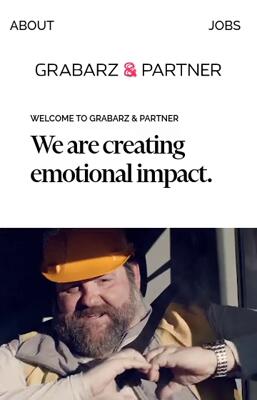 ABOUT JOBS
GRABARZ & PARTNER
WELCOME TO GRABARZ & PARTNER
We are creating
emotional impact.